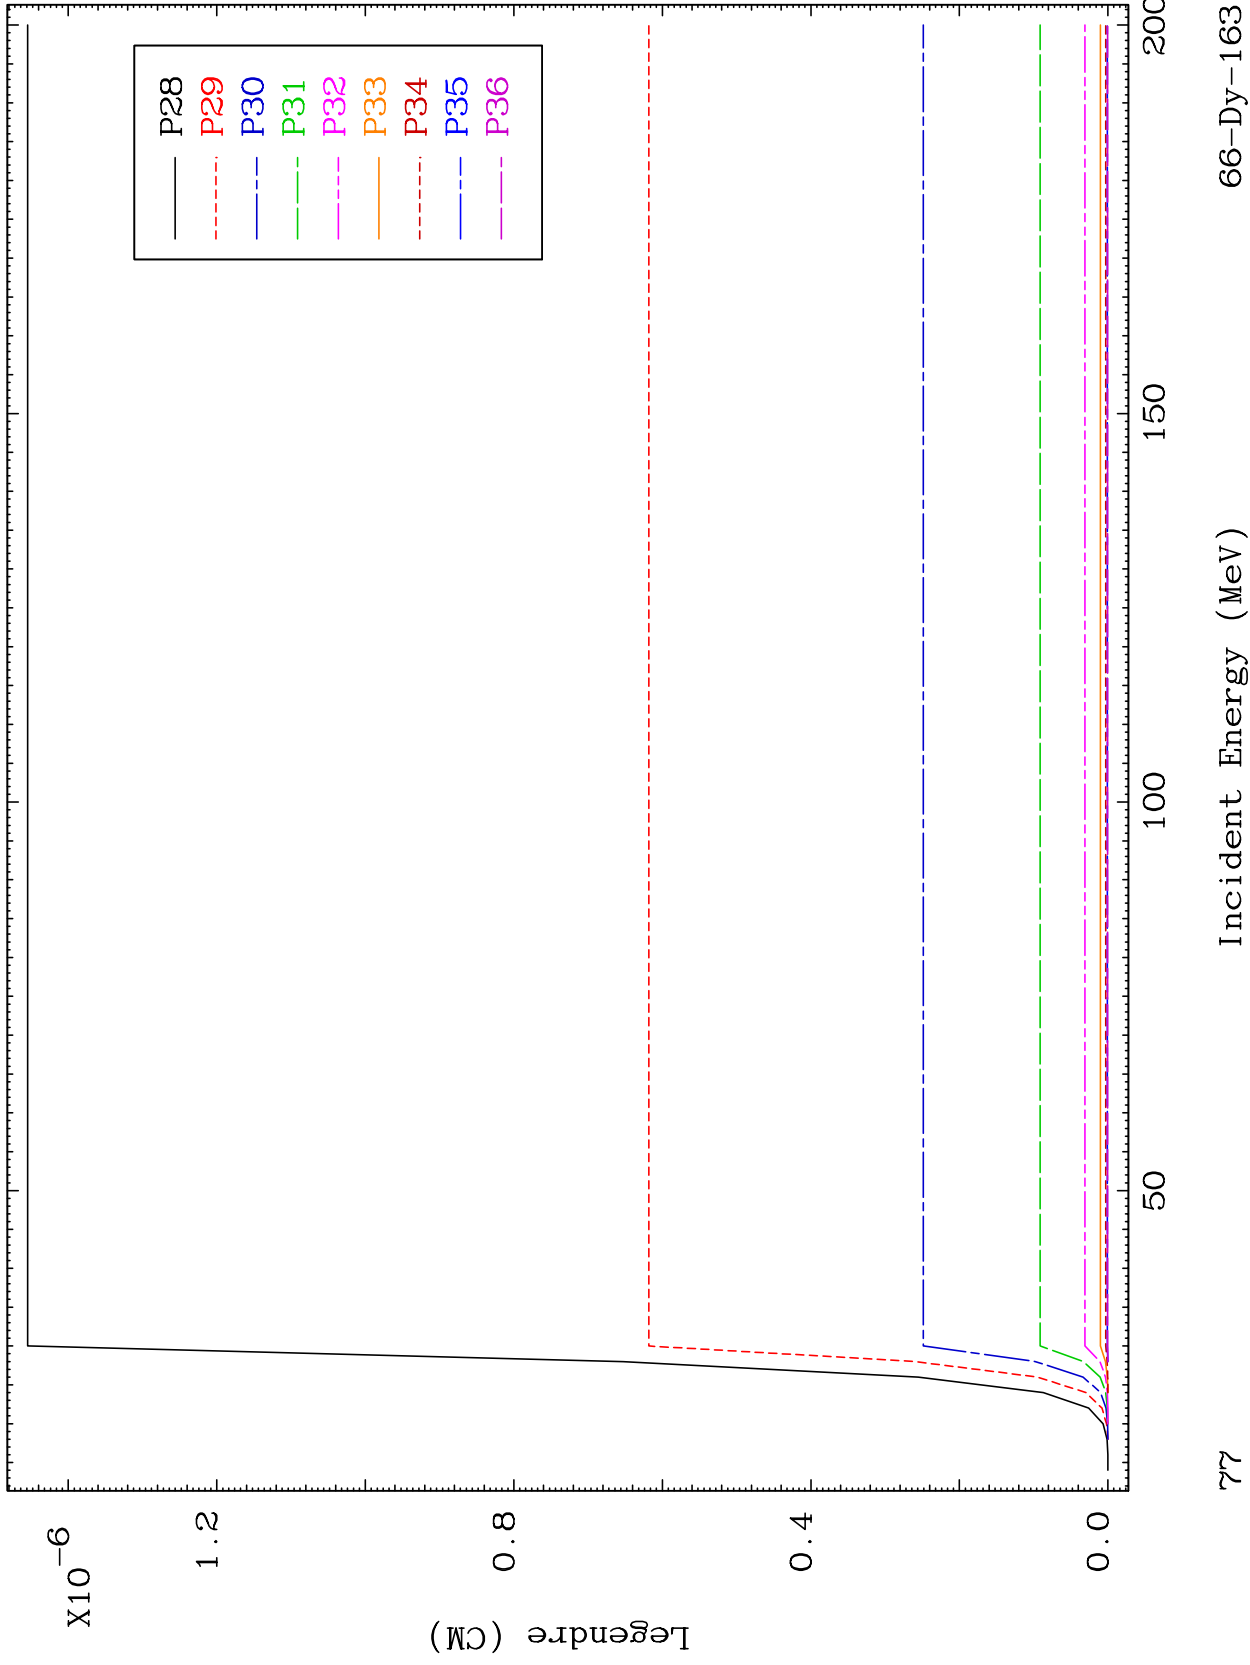 X10-6
1.2
0.8
0.4
0.0
Legendre (CM)
P28
P29
P30
P31
P32
P33
P34
P35
P36
50
100
150
200
77
Incident Energy (MeV)
66-Dy-163